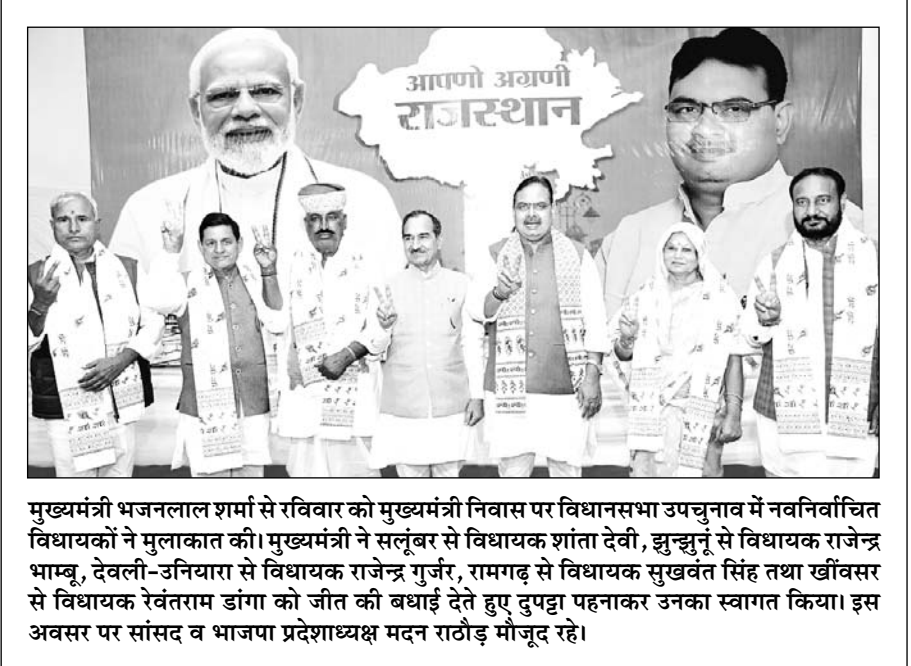 आपणो अग्रणी
राजस्थान
मुख्यमंत्री भजनलाल शर्मा से रविवार को मुख्यमंत्री निवास पर विधानसभा उपचुनाव में नवनिर्वाचित
विधायकों ने मुलाकात की। मुख्यमंत्री ने सलूंबर से विधायक शांता देवी, झुन्झुनूं से विधायक राजेन्द्र
भाम्बू, देवली-उनियारा से विधायक राजेन्द्र गुर्जर, रामगढ़ से विधायक सुखवंत सिंह तथा खींवसर
से विधायक रेवंतराम डांगा को जीत की बधाई देते हुए दुपट्टा पहनाकर उनका स्वागत किया। इस
अवसर पर सांसद व भाजपा प्रदेशाध्यक्ष मदन राठौड़ मौजूद रहे।